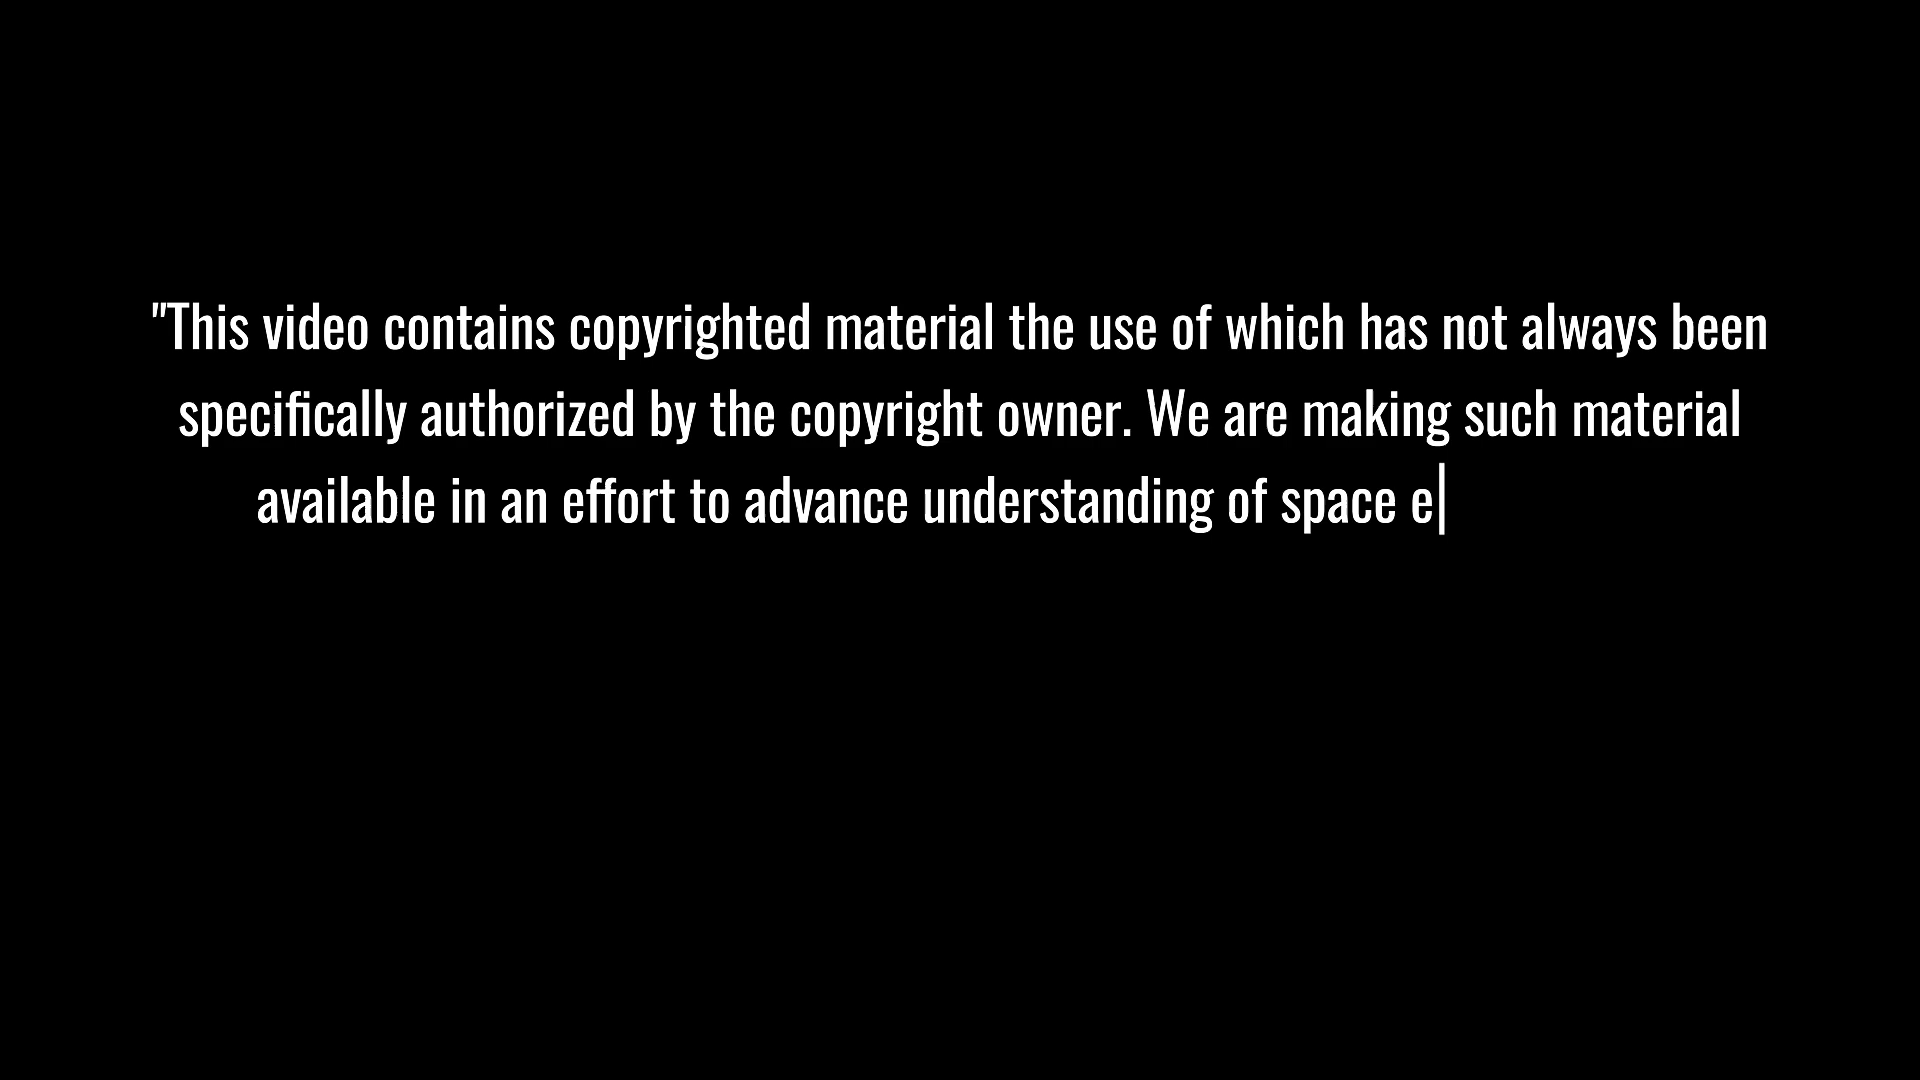 "This video contains copyrighted material the use of which has not always been
specifically authorized by the copyright owner. We are making such material
available in an effort to advance understanding of space e